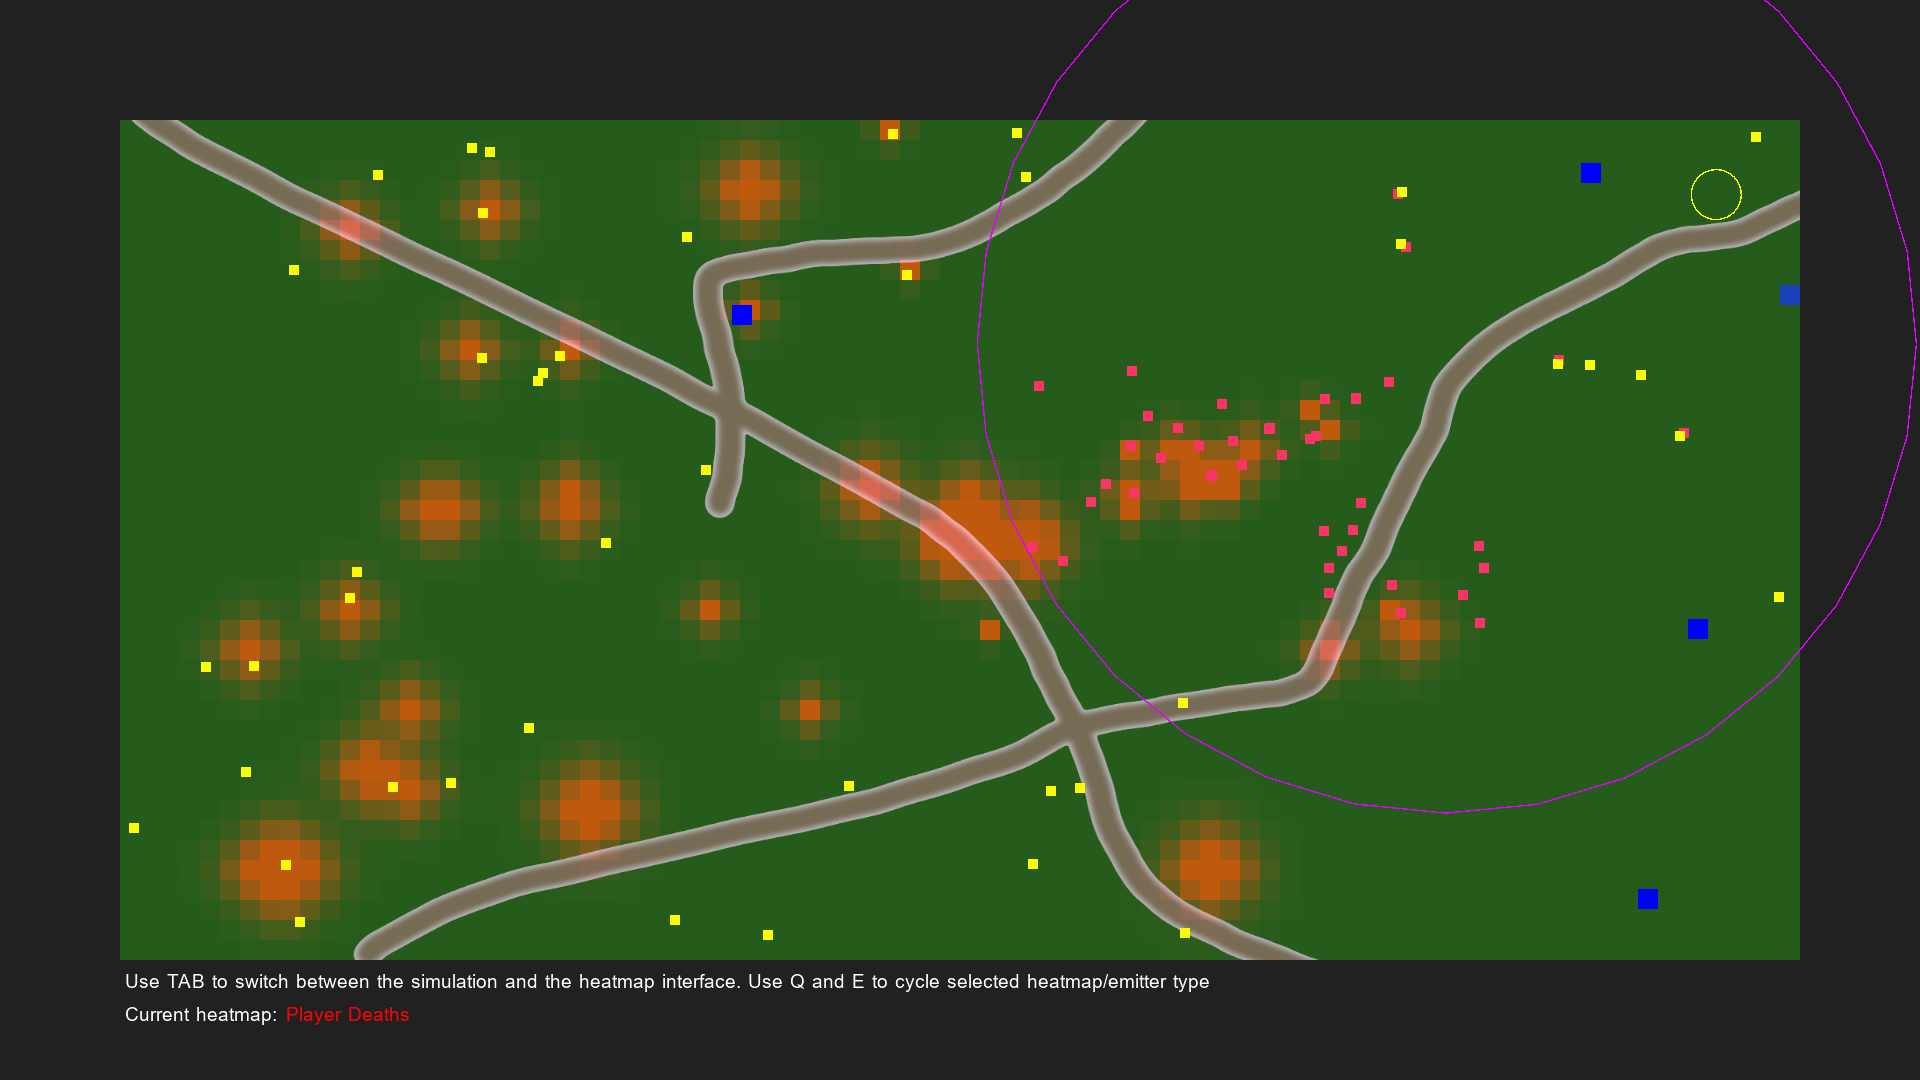 Use TAB to switch between the simulation and the heatmap interface. Use Q and E to cycle selected heatmap/emitter type
Current heatmap: Player Deaths